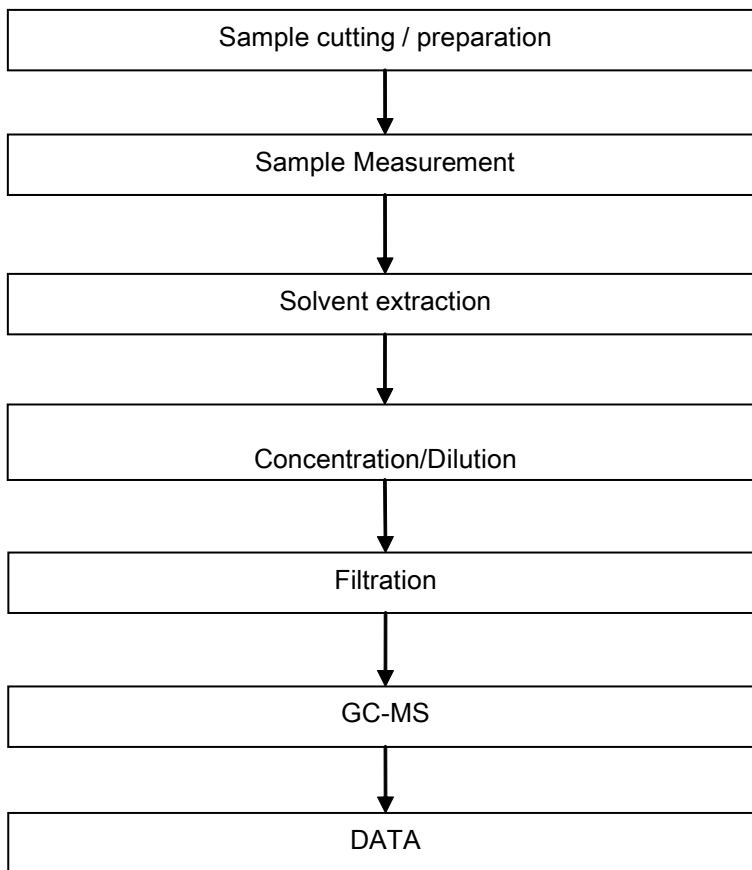 Sample cutting / preparation
Sample Measurement
Solvent extraction
Concentration/Dilution
Filtration
GC-MS
DATA